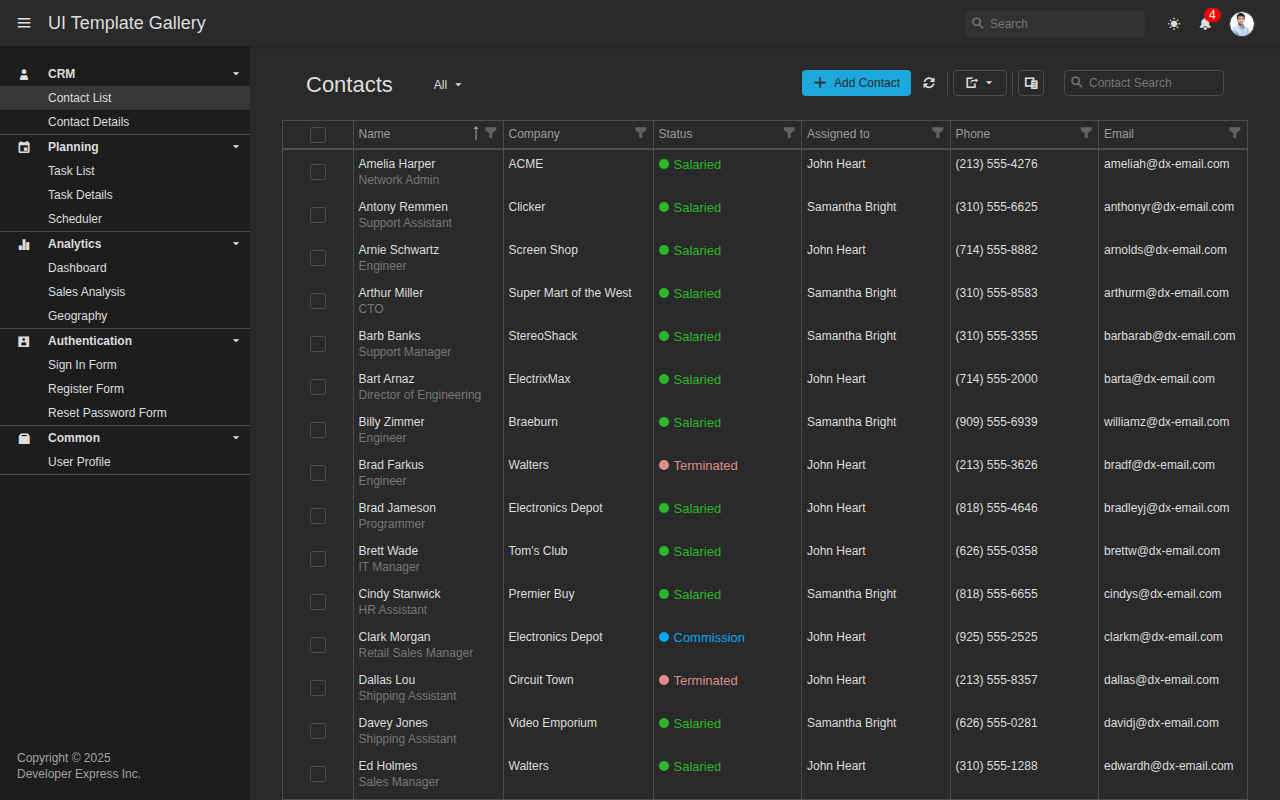 UI Template Gallery
Search
4
CRM
Contact List
Contact Details
Planning
Task List
Task Details
Scheduler
Analytics
Dashboard
Sales Analysis
Geography
Authentication
Sign In Form
Register Form
Reset Password Form
Common
User Profile
Copyright © 2025
Developer Express Inc.
Contacts All Add Contact Contact Search
Name Company Status Assigned to Phone Email
Amelia Harper ACME Salaried John Heart (213) 555-4276 ameliah@dx-email.com
Network Admin
Antony Remmen Clicker Salaried Samantha Bright (310) 555-6625 anthonyr@dx-email.com
Support Assistant
Arnie Schwartz Screen Shop Salaried John Heart (714) 555-8882 arnolds@dx-email.com
Engineer
Arthur Miller Super Mart of the West Salaried Samantha Bright (310) 555-8583 arthurm@dx-email.com
CTO
Barb Banks StereoShack Salaried Samantha Bright (310) 555-3355 barbarab@dx-email.com
Support Manager
Bart Arnaz ElectrixMax Salaried John Heart (714) 555-2000 barta@dx-email.com
Director of Engineering
Billy Zimmer Braeburn Salaried Samantha Bright (909) 555-6939 williamz@dx-email.com
Engineer
Brad Farkus Walters Terminated John Heart (213) 555-3626 bradf@dx-email.com
Engineer
Brad Jameson Electronics Depot Salaried John Heart (818) 555-4646 bradleyj@dx-email.com
Programmer
Brett Wade Tom's Club Salaried John Heart (626) 555-0358 brettw@dx-email.com
IT Manager
Cindy Stanwick Premier Buy Salaried Samantha Bright (818) 555-6655 cindys@dx-email.com
HR Assistant
Clark Morgan Electronics Depot Commission John Heart (925) 555-2525 clarkm@dx-email.com
Retail Sales Manager
Dallas Lou Circuit Town Terminated John Heart (213) 555-8357 dallas@dx-email.com
Shipping Assistant
Davey Jones Video Emporium Salaried Samantha Bright (626) 555-0281 davidj@dx-email.com
Shipping Assistant
Ed Holmes Walters Salaried John Heart (310) 555-1288 edwardh@dx-email.com
Sales Manager